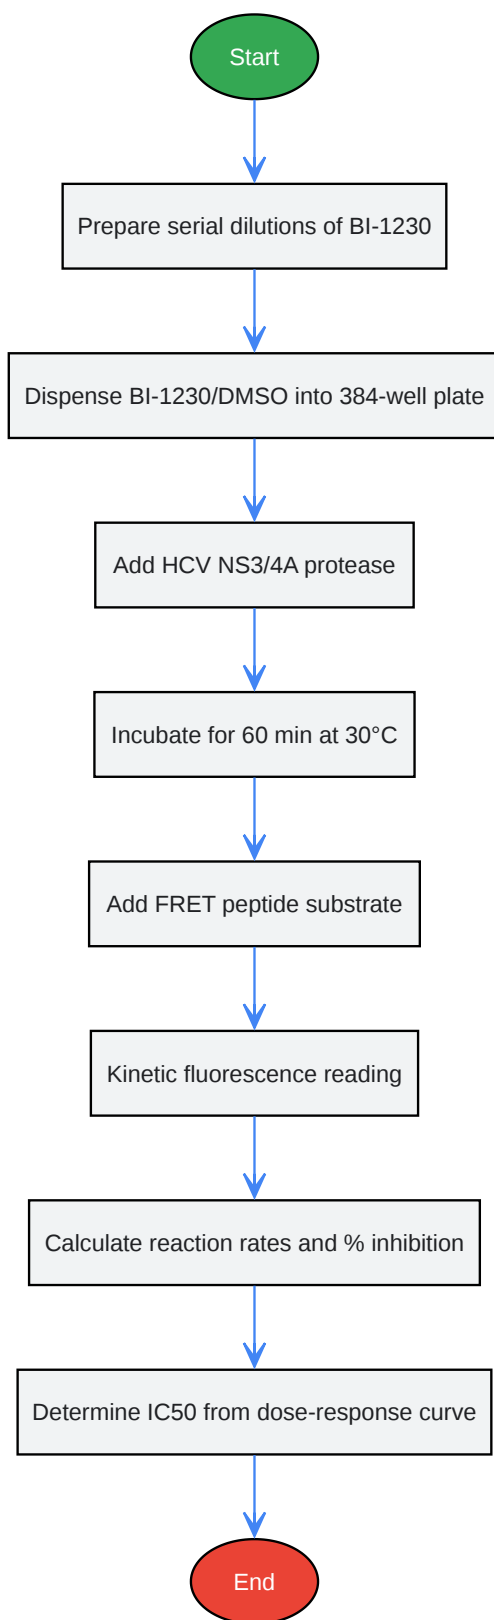 Start
Prepare serial dilutions of BI-1230
Dispense BI-1230/DMSO into 384-well plate
Add HCV NS3/4A protease
Incubate for 60 min at 30°C
Add FRET peptide substrate
Kinetic fluorescence reading
Calculate reaction rates and % inhibition
Determine IC50 from dose-response curve
End